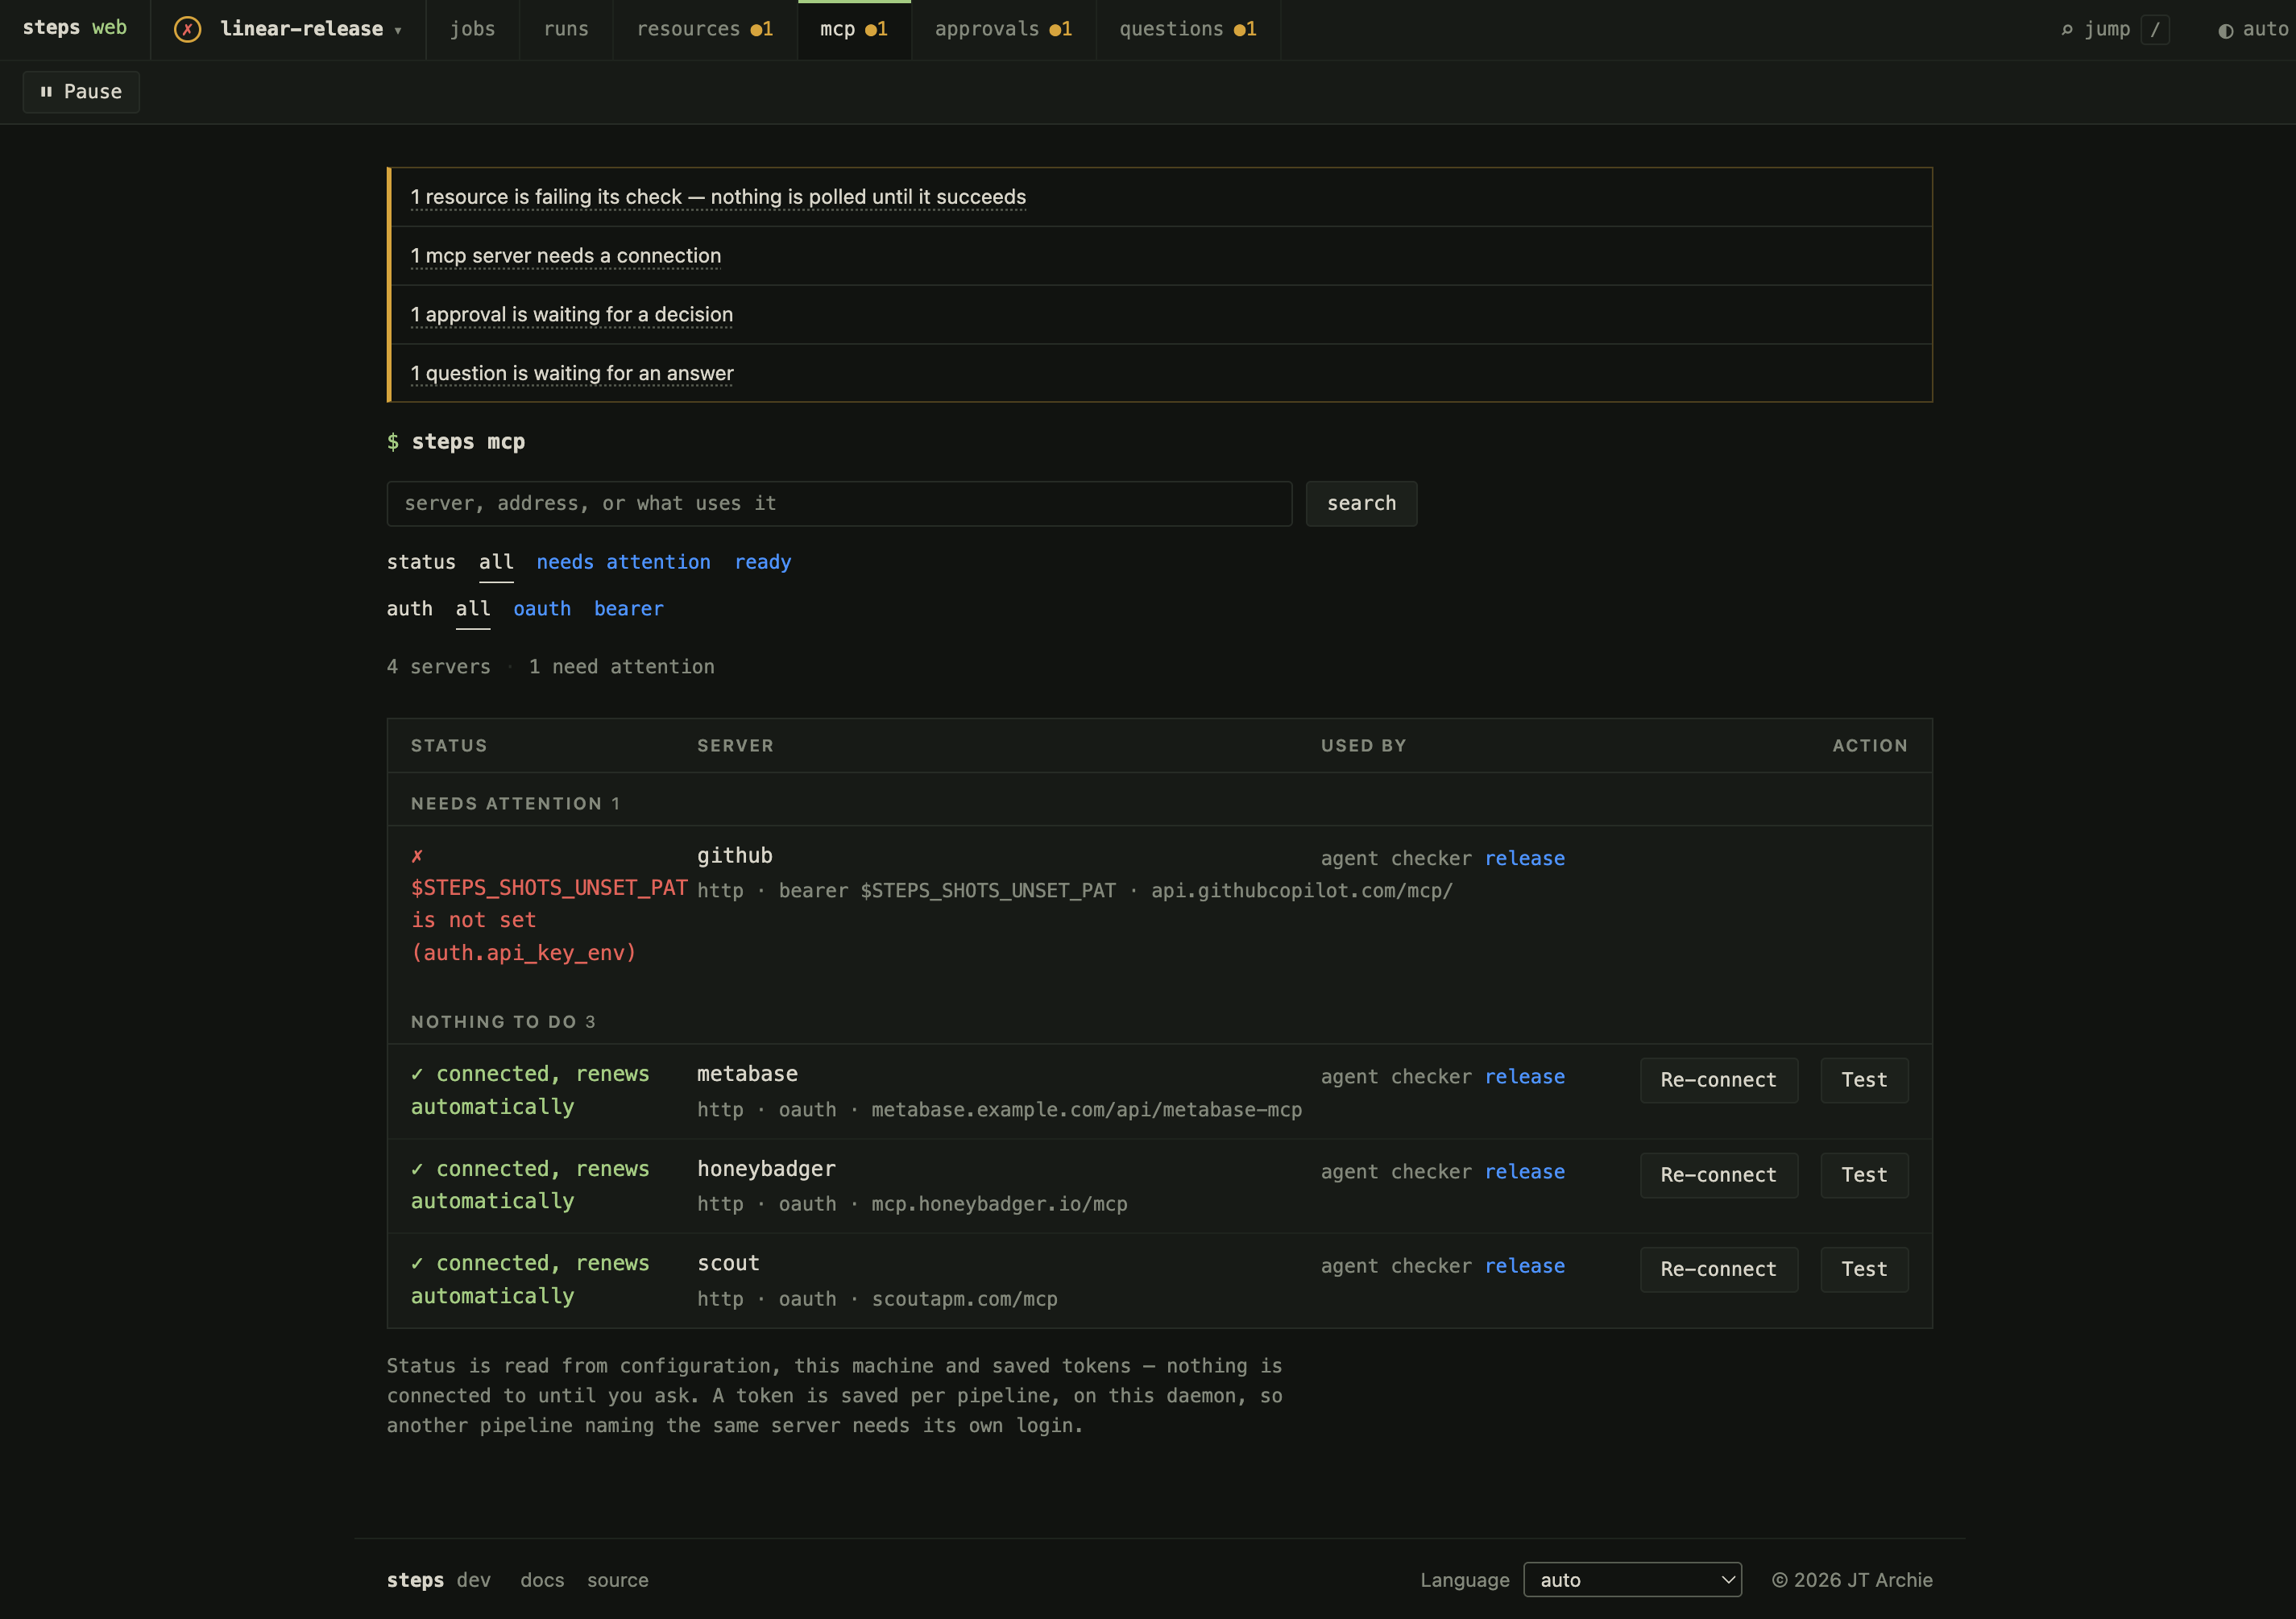 steps web ✗ linear-release ▾ jobs runs resources ●1 mcp ●1 approvals ●1 questions ●1 ⌕ jump / ◐ auto
⏸ Pause
1 resource is failing its check — nothing is polled until it succeeds
1 mcp server needs a connection
1 approval is waiting for a decision
1 question is waiting for an answer
$ steps mcp
server, address, or what uses it search
status all needs attention ready
auth all oauth bearer
4 servers · 1 need attention
STATUS SERVER USED BY ACTION
NEEDS ATTENTION 1
✗ github agent checker release
$STEPS_SHOTS_UNSET_PAT http · bearer $STEPS_SHOTS_UNSET_PAT · api.githubcopilot.com/mcp/
is not set
(auth.api_key_env)
NOTHING TO DO 3
✓ connected, renews metabase agent checker release Re-connect Test
automatically http · oauth · metabase.example.com/api/metabase-mcp
✓ connected, renews honeybadger agent checker release Re-connect Test
automatically http · oauth · mcp.honeybadger.io/mcp
✓ connected, renews scout agent checker release Re-connect Test
automatically http · oauth · scoutapm.com/mcp
Status is read from configuration, this machine and saved tokens — nothing is
connected to until you ask. A token is saved per pipeline, on this daemon, so
another pipeline naming the same server needs its own login.
steps dev docs source Language auto © 2026 JT Archie